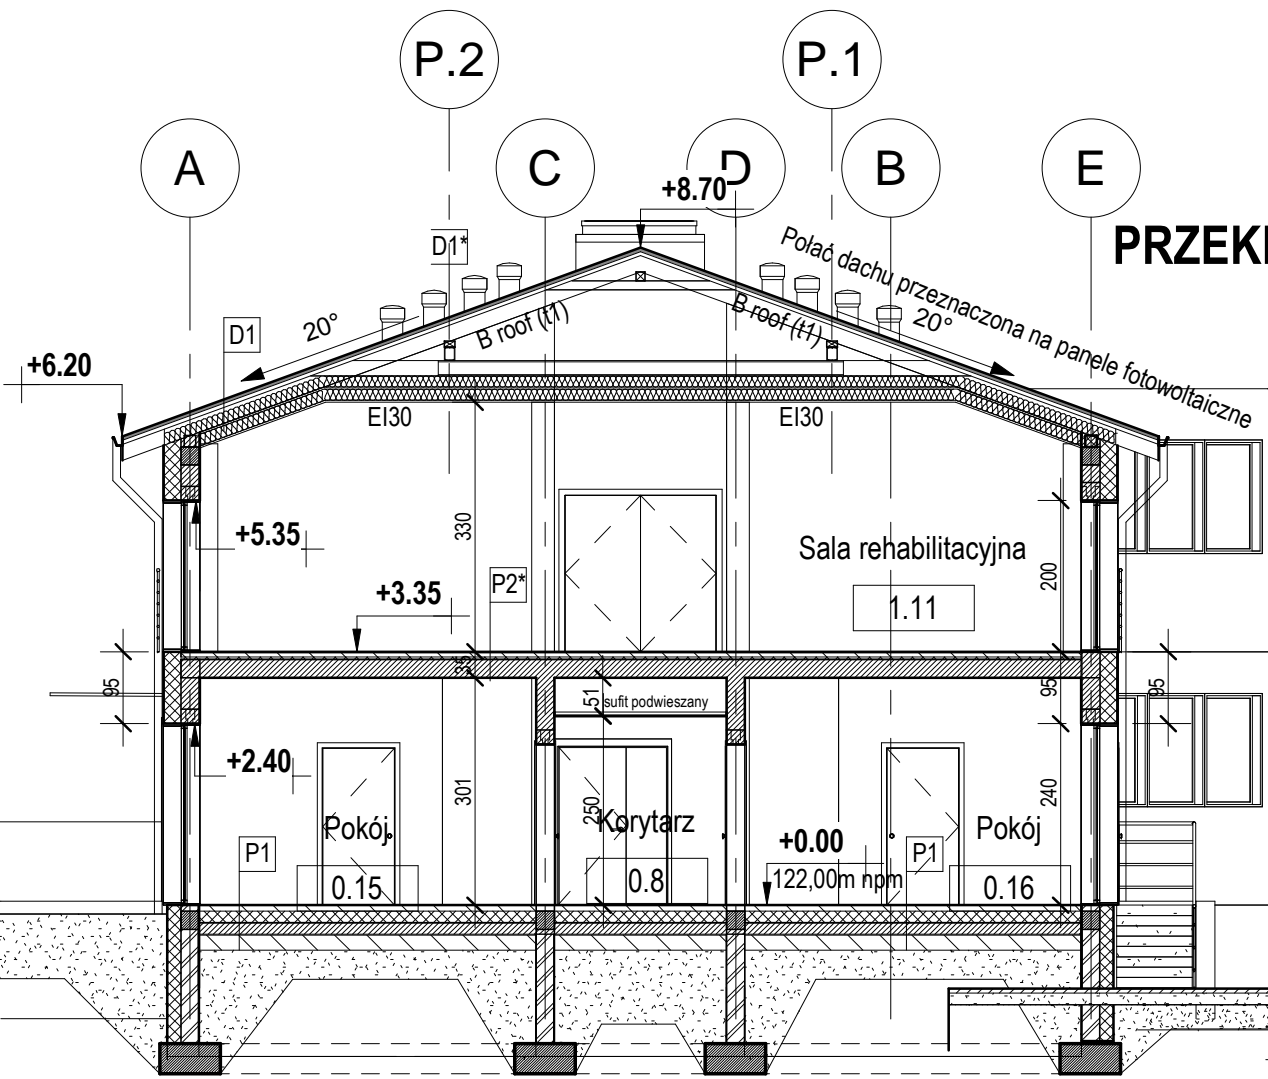 P.2
P.1
A
C
D
B
E
+8.70
PRZEKI
D1*
Połać dachu przeznaczona na panele fotowoltaiczne
B roof (t1)
B roof (t1)
20°
20°
D1
+6.20
EI30
EI30
+5.35
330
Sala rehabilitacyjna
1.11
200
P2*
+3.35
35
95
51
sufit podwieszany
95
95
+2.40
301
250
240
Pokój
0.15
Korytarz
0.8
+0.00
122,00m npm
Pokój
0.16
P1
P1